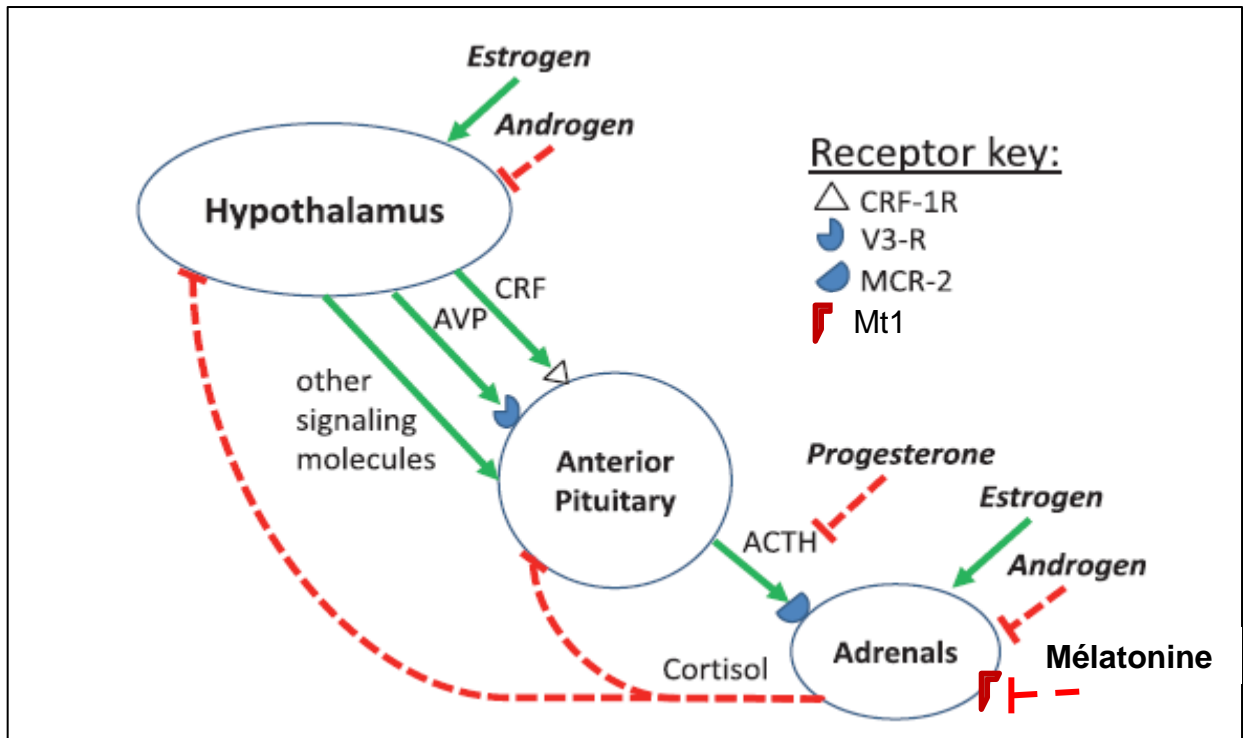 Estrogen
Androgen
Hypothalamus
Receptor key:
CRF-1R
V3-R
MCR-2
Mt1
CRF
AVP
other
signaling
molecules
Anterior
Pituitary
Progesterone
Estrogen
ACTH
Androgen
Adrenals
Mélatonine
Cortisol